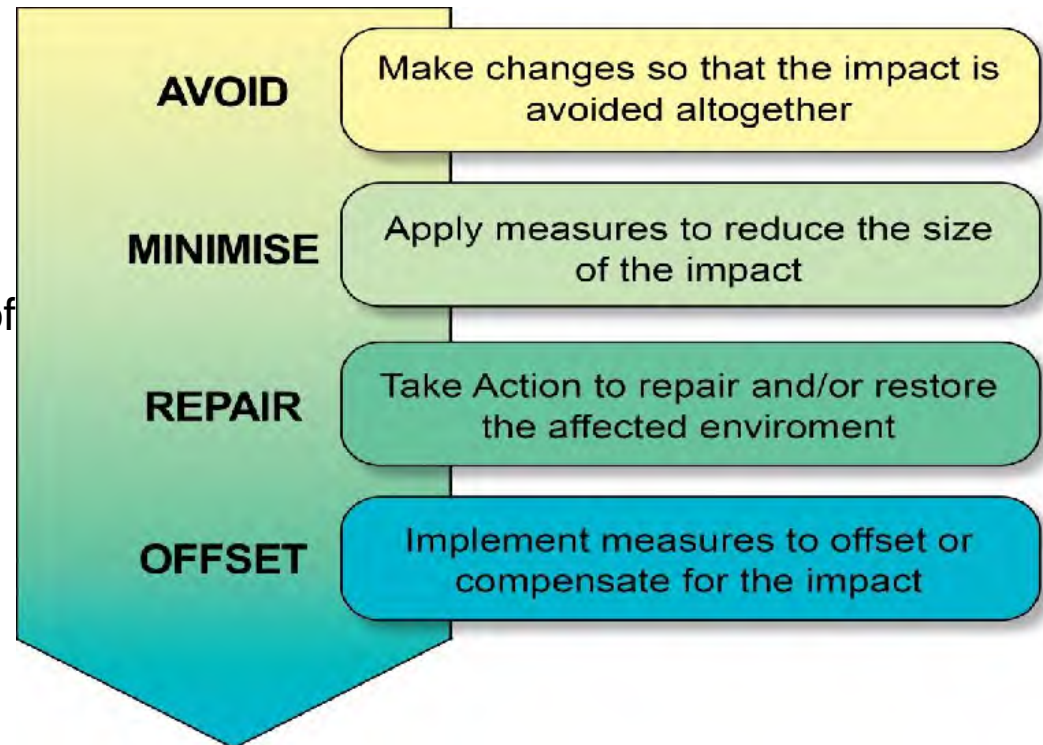 AVOID
Make changes so that the impact is
avoided altogether
MINIMISE
Apply measures to reduce the size
of the impact
of
REPAIR
Take Action to repair and/or restore
the affected enviroment
OFFSET
Implement measures to offset or
compensate for the impact